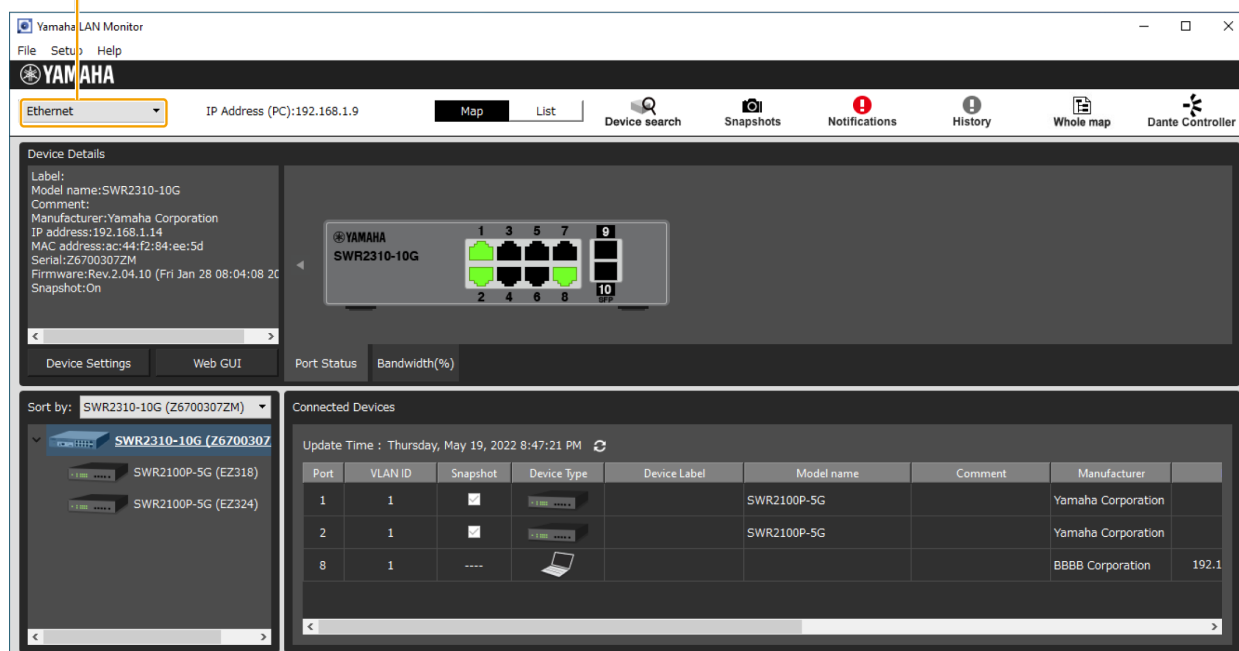 Yamaha LAN Monitor
File Setup Help
YAMAHA
Ethernet IP Address (PC):192.168.1.9 Map List Device search Snapshots Notifications History Whole map Dante Controller
Device Details
Label:
Model name:SWR2310-10G
Comment:
Manufacturer:Yamaha Corporation
IP address:192.168.1.14
MAC address:ac:44:f2:84:ee:5d
Serial:Z6700307ZM
Firmware:Rev.2.04.10 (Fri Jan 28 08:04:08 20
Snapshot:On
Device Settings Web GUI
1 3 5 7 9
YAMAHA
SWR2310-10G
2 4 6 8 10
SFP
Port Status Bandwidth(%)
Sort by: SWR2310-10G (Z6700307ZM)
SWR2310-10G (Z6700307
SWR2100P-5G (EZ318)
SWR2100P-5G (EZ324)
Connected Devices
Update Time : Thursday, May 19, 2022 8:47:21 PM
Port VLAN ID Snapshot Device Type Device Label Model name Comment Manufacturer
1 1 SWR2100P-5G Yamaha Corporation
2 1 SWR2100P-5G Yamaha Corporation
8 1 ---- BBBB Corporation 192.1